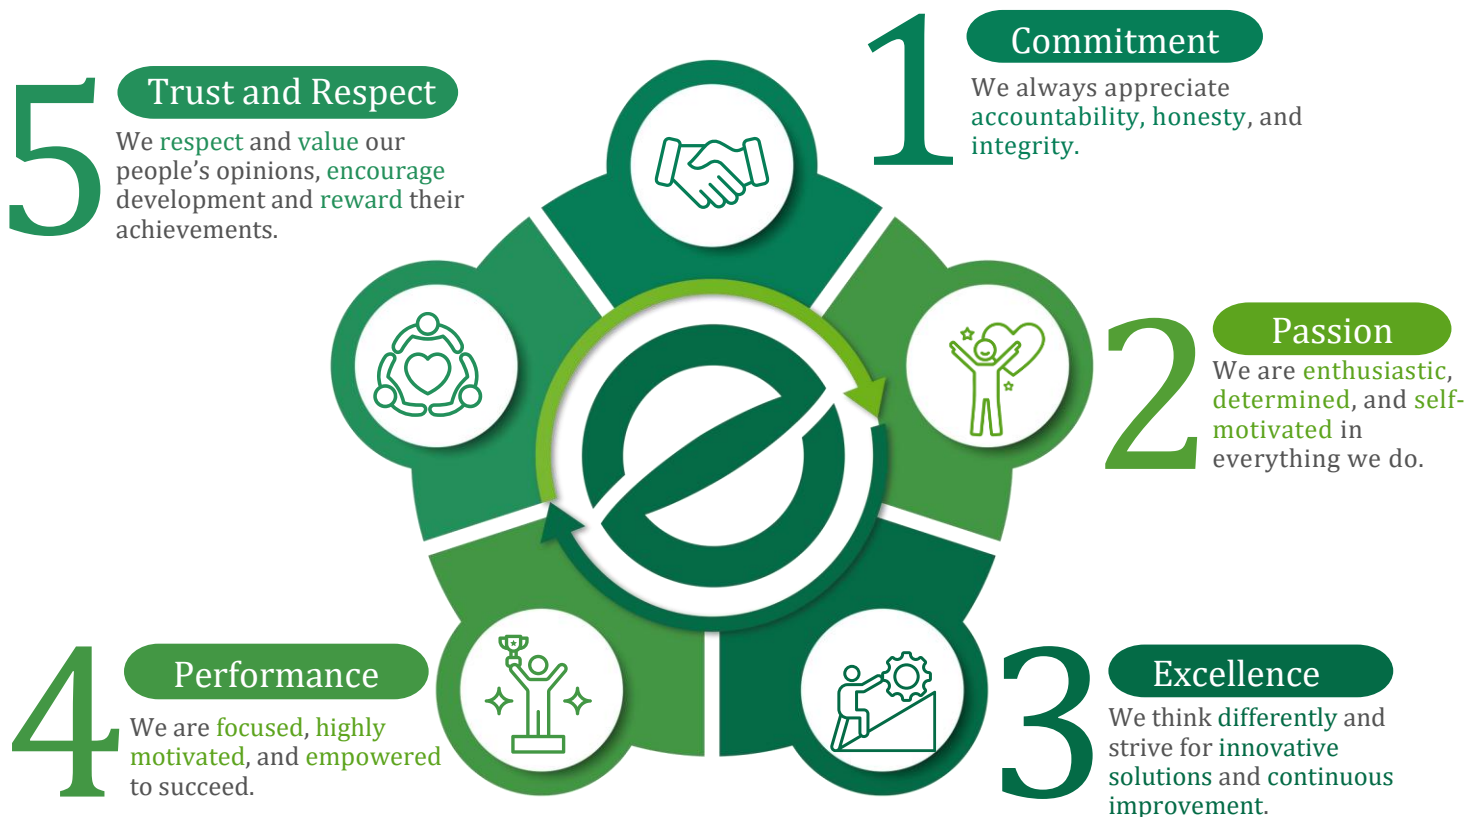 1
Commitment
We always appreciate
accountability, honesty, and
integrity.
2
Passion
We are enthusiastic,
determined, and self-
motivated in
everything we do.
3
Excellence
We think differently and
strive for innovative
solutions and continuous
improvement.
4
Performance
We are focused, highly
motivated, and empowered
to succeed.
5
Trust and Respect
We respect and value our
people’s opinions, encourage
development and reward their
achievements.